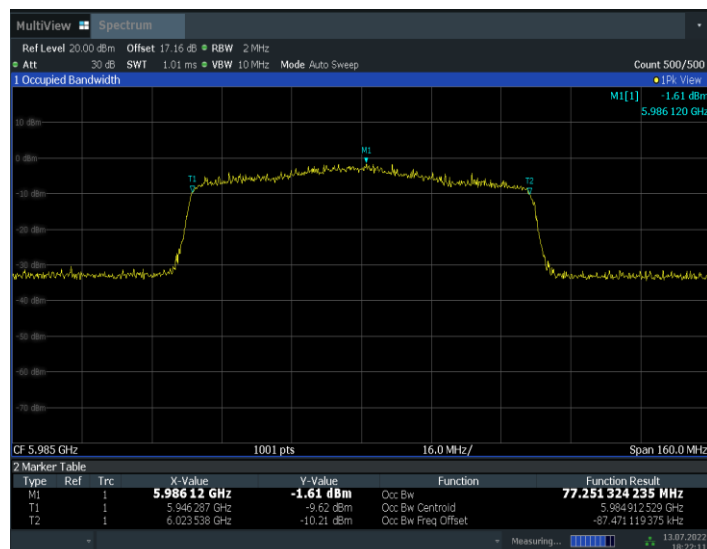 MultiView Spectrum
Ref Level 20.00 dBm Offset 17.16 dB RBW 2 MHz
Att 30 dB SWT 1.01 ms VBW 10 MHz Mode Auto Sweep Count 500/500
1 Occupied Bandwidth 1Pk View
M1[1] -1.61 dBm
5.986 120 GHz
10 dBm
M1
0 dBm
T1
T2
-10 dBm
-20 dBm
-30 dBm
-40 dBm
-50 dBm
-60 dBm
-70 dBm
CF 5.985 GHz 1001 pts 16.0 MHz/ Span 160.0 MHz
2 Marker Table
Type Ref Trc X-Value Y-Value Function Function Result
M1 1 5.986 12 GHz -1.61 dBm Occ Bw 77.251 324 235 MHz
T1 1 5.946 287 GHz -9.62 dBm Occ Bw Centroid 5.984 912 529 GHz
T2 1 6.023 538 GHz -10.21 dBm Occ Bw Freq Offset -87.471 119 375 kHz
Measuring... 13.07.2022
18:22:11